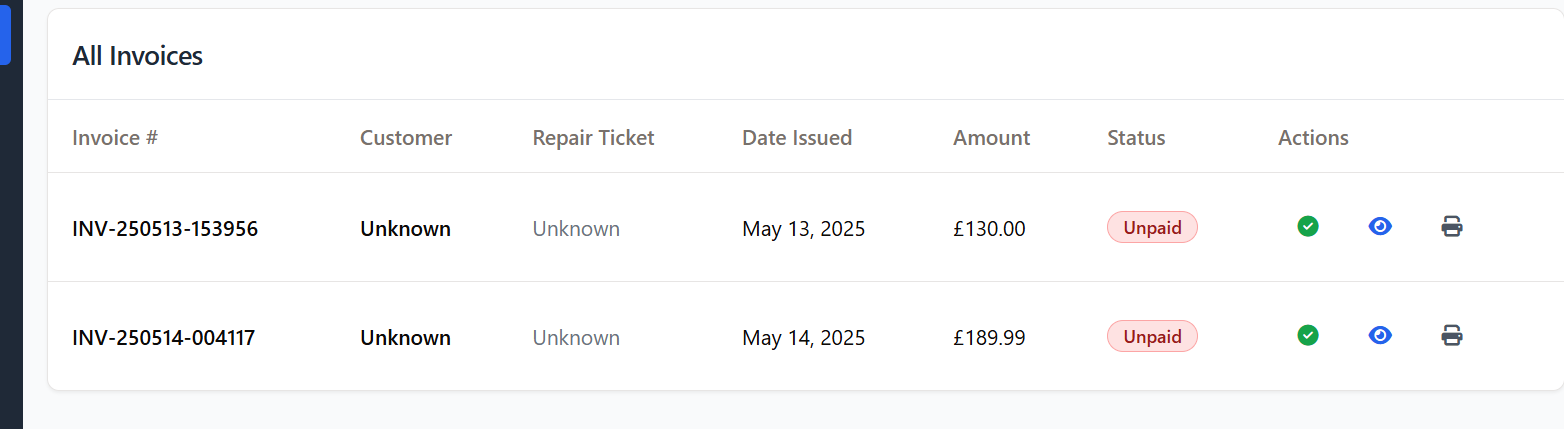 All Invoices
Invoice # Customer Repair Ticket Date Issued Amount Status Actions
INV-250513-153956 Unknown Unknown May 13, 2025 £130.00 Unpaid
INV-250514-004117 Unknown Unknown May 14, 2025 £189.99 Unpaid